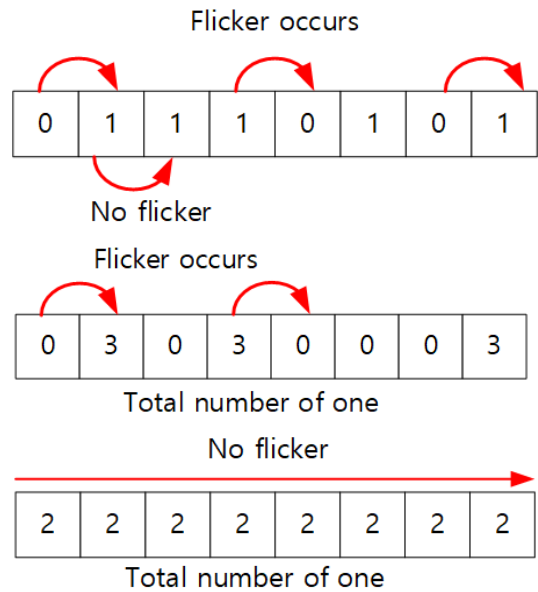 Flicker occurs
0 1 1 1 0 1 0 1
No flicker
Flicker occurs
0 3 0 3 0 0 0 3
Total number of one
No flicker
2 2 2 2 2 2 2 2
Total number of one